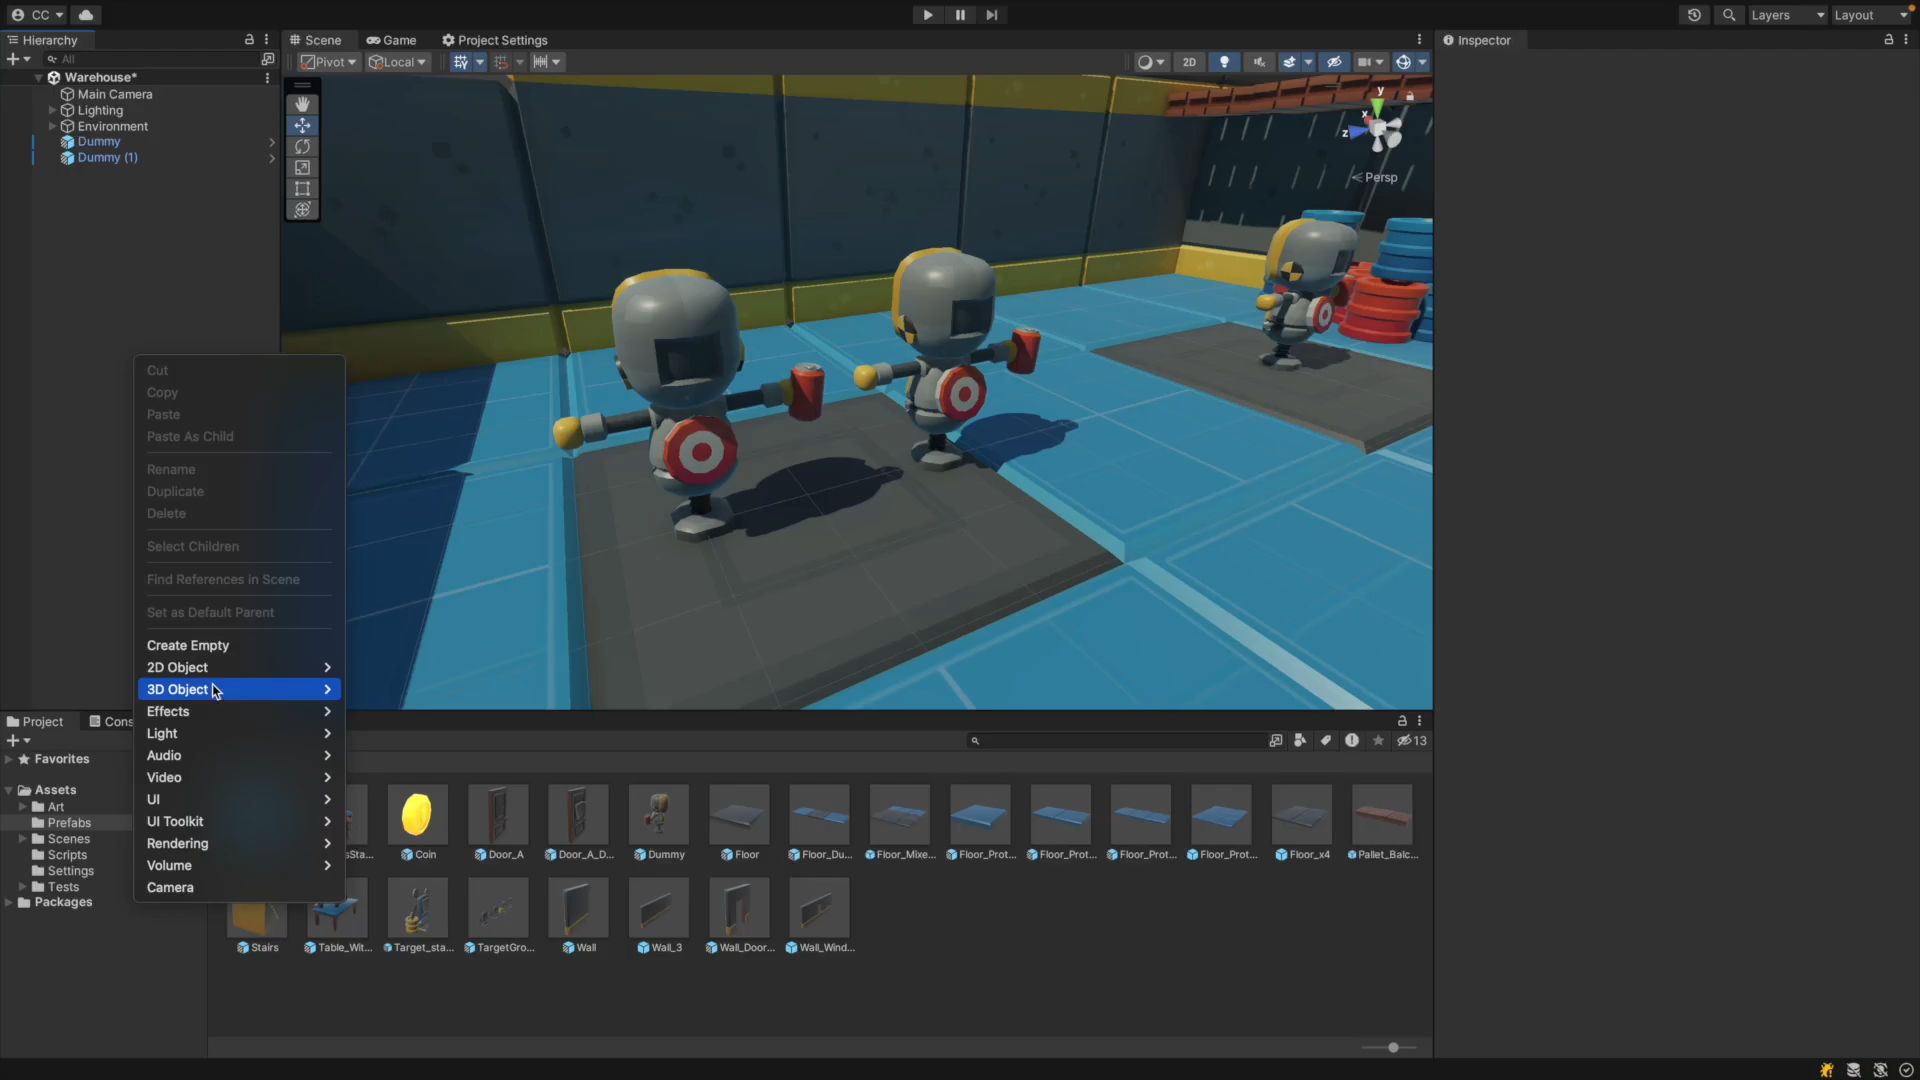 CC
Layers
Layout
Hierarchy
Scene
Game
Project Settings
Inspector
All
Pivot
Local
2D
Warehouse*
Main Camera
Lighting
Environment
Dummy
Dummy (1)
y
x
z
Persp
Cut
Copy
Paste
Paste As Child
Rename
Duplicate
Delete
Select Children
Find References in Scene
Set as Default Parent
Create Empty
2D Object
3D Object
Effects
Light
Audio
Video
UI
UI Toolkit
Rendering
Volume
Camera
Project
Cons
13
Favorites
Assets
Art
Prefabs
Scenes
Scripts
Settings
Tests
Packages
sSta...
Coin
Door_A
Door_A_D...
Dummy
Floor
Floor_Du...
Floor_Mixe...
Floor_Prot...
Floor_Prot...
Floor_Prot...
Floor_Prot...
Floor_x4
Pallet_Balc...
Stairs
Table_Wit...
Target_sta...
TargetGro...
Wall
Wall_3
Wall_Door...
Wall_Wind...